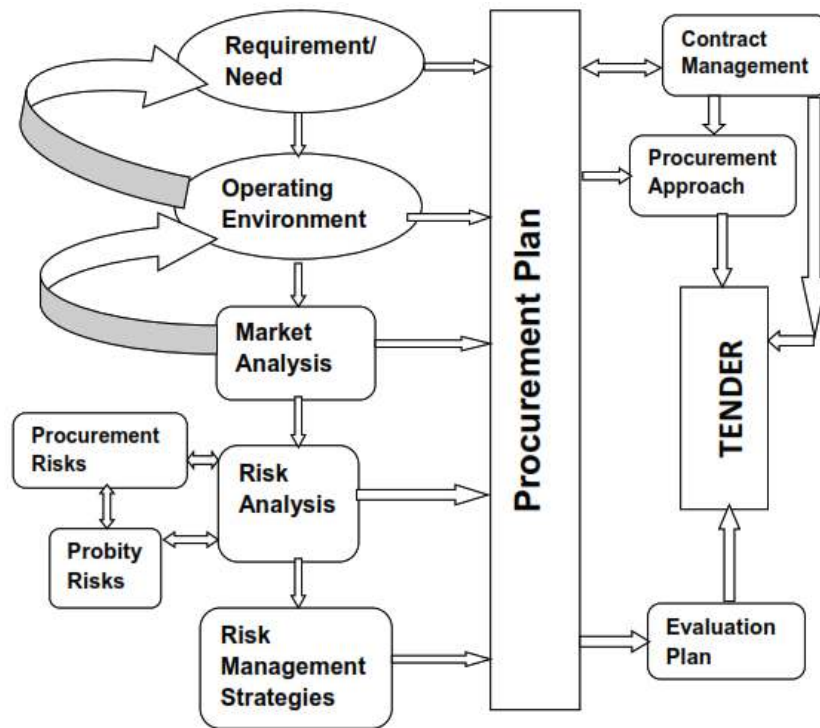 Requirement/
Need
Operating
Environment
Market
Analysis
Procurement
Risks
Risk
Analysis
Probity
Risks
Risk
Management
Strategies
Procurement Plan
Contract
Management
Procurement
Approach
TENDER
Evaluation
Plan